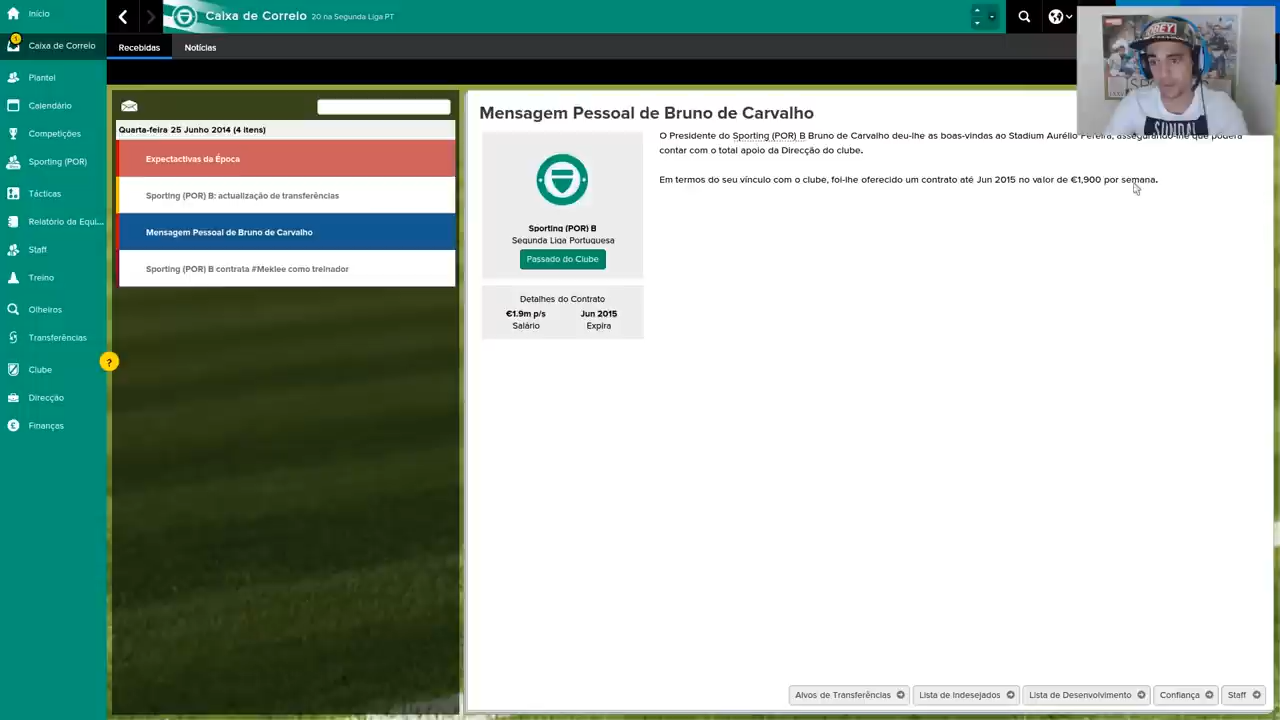 Início
Caixa de Correio
20 na Segunda Liga PT
1
Caixa de Correio
Recebidas
Notícias
Plantel
Calendário
Competições
Sporting (POR)
Tácticas
Relatório da Equi...
Staff
Treino
Olheiros
Transferências
?
Clube
Direcção
Finanças
Quarta-feira 25 Junho 2014 (4 itens)
Expectactivas da Época
Sporting (POR) B: actualização de transferências
Mensagem Pessoal de Bruno de Carvalho
Sporting (POR) B contrata #Meklee como treinador
Mensagem Pessoal de Bruno de Carvalho
O Presidente do Sporting (POR) B Bruno de Carvalho deu-lhe as boas-vindas ao Stadium Aurélio Pereira, assegurando-lhe que poderá
contar com o total apoio da Direcção do clube.
Em termos do seu vínculo com o clube, foi-lhe oferecido um contrato até Jun 2015 no valor de €1,900 por semana.
Sporting (POR) B
Segunda Liga Portuguesa
Passado do Clube
Detalhes do Contrato
€1.9m p/s Jun 2015
Salário Expira
Alvos de Transferências
Lista de Indesejados
Lista de Desenvolvimento
Confiança
Staff
OBEY